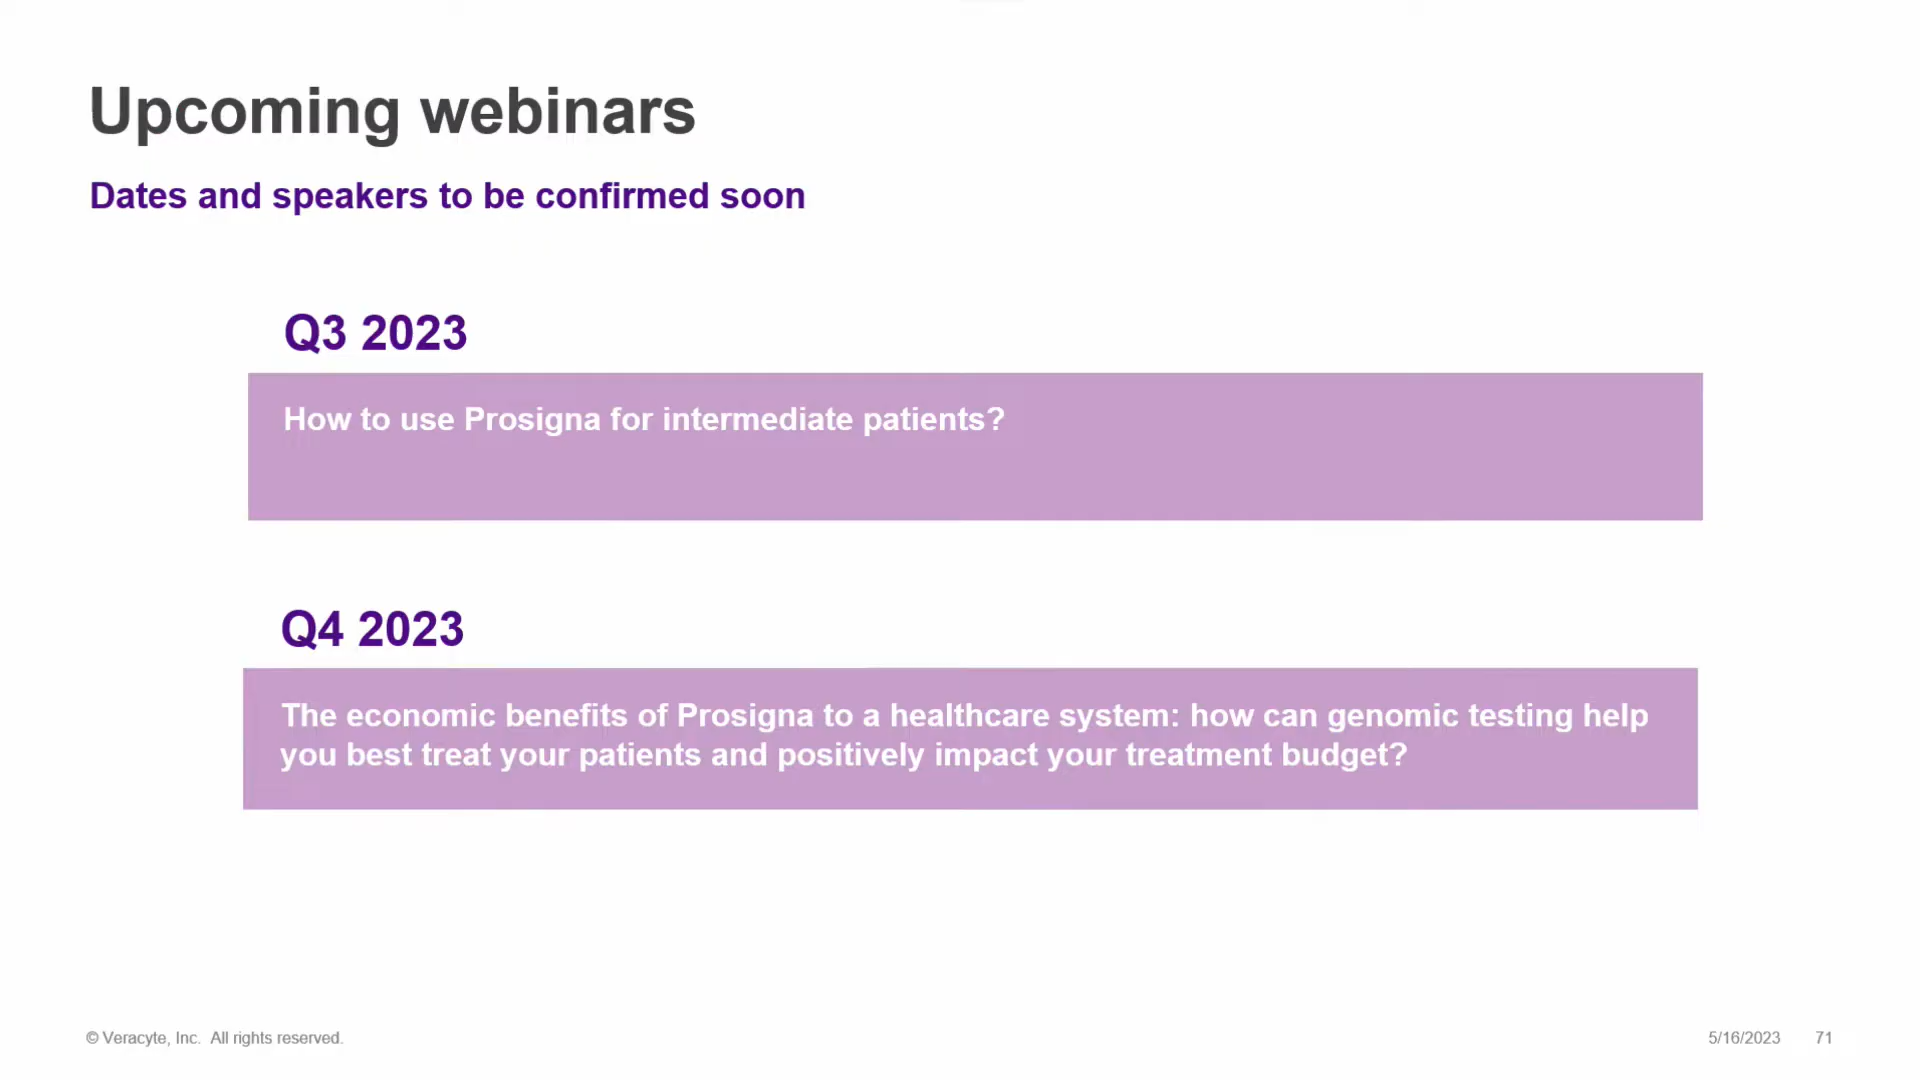 Upcoming webinars
Dates and speakers to be confirmed soon
Q3 2023
How to use Prosigna for intermediate patients?
Q4 2023
The economic benefits of Prosigna to a healthcare system: how can genomic testing help
you best treat your patients and positively impact your treatment budget?
© Veracyte, Inc. All rights reserved.
5/16/2023 71